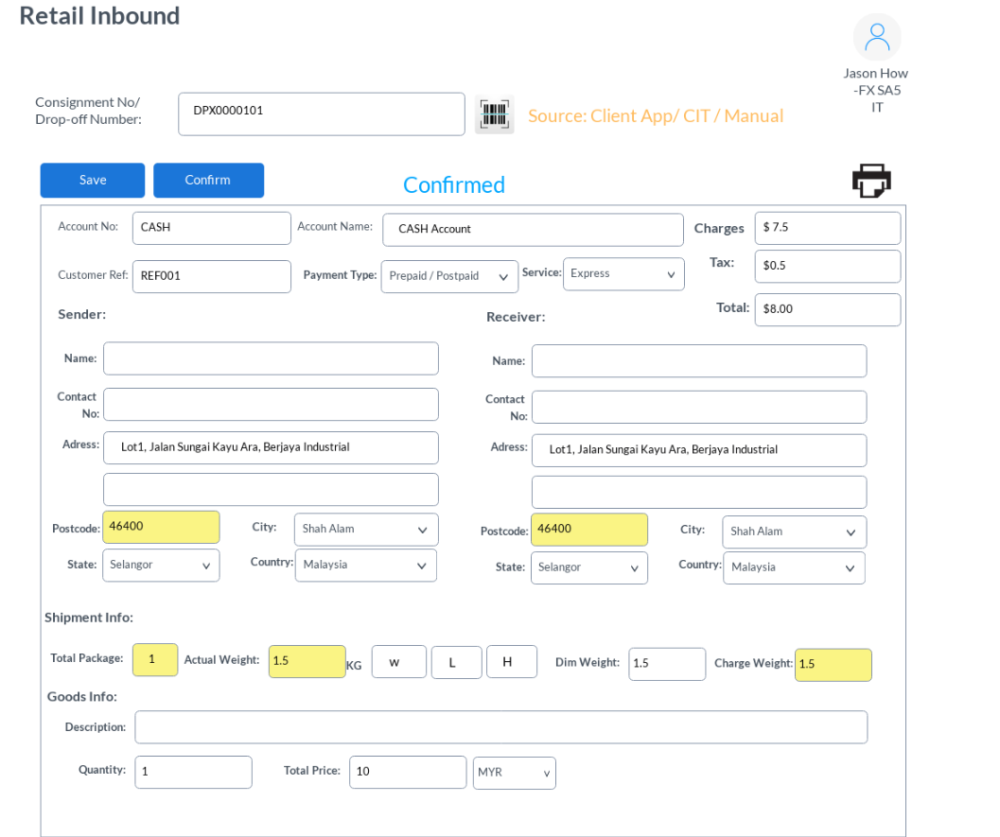 Retail Inbound
Jason How
-FX SA5
IT
Consignment No/
Drop-off Number:
DPX0000101
Source: Client App/ CIT / Manual
Save
Confirm
Confirmed
Account No:
CASH
Account Name:
CASH Account
Charges
$ 7.5
Tax:
$0.5
Customer Ref:
REF001
Payment Type:
Prepaid / Postpaid
Service:
Express
Total:
$8.00
Sender:
Receiver:
Name:
Name:
Contact
No:
Contact
No:
Adress:
Lot1, Jalan Sungai Kayu Ara, Berjaya Industrial
Adress:
Lot1, Jalan Sungai Kayu Ara, Berjaya Industrial
Postcode:
46400
City:
Shah Alam
Postcode:
46400
City:
Shah Alam
State:
Selangor
Country:
Malaysia
State:
Selangor
Country:
Malaysia
Shipment Info:
Total Package:
1
Actual Weight:
1.5
KG
w
L
H
Dim Weight:
1.5
Charge Weight:
1.5
Goods Info:
Description:
Quantity:
1
Total Price:
10
MYR